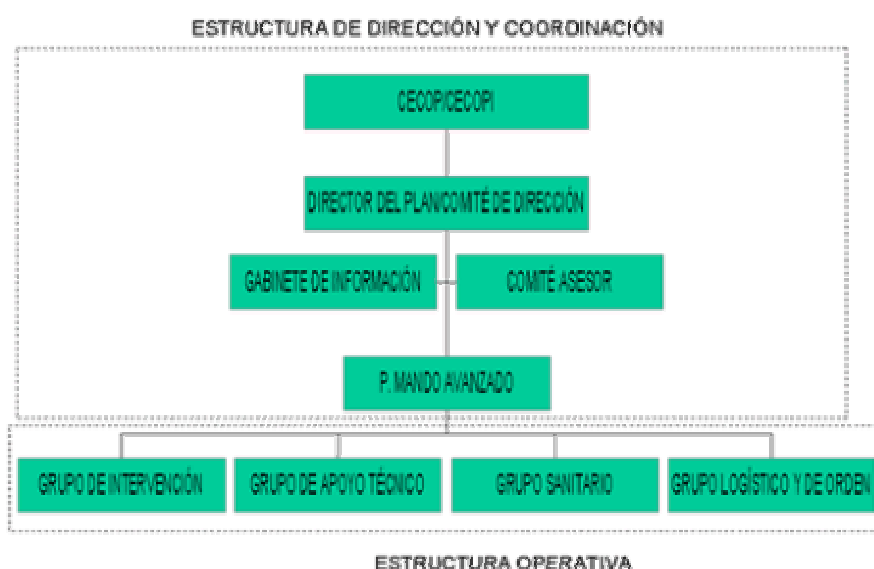 ESTRUCTURA DE DIRECCIÓN Y COORDINACIÓN
CECOP/CECOPI
DIRECTOR DEL PLAN/COMITÉ DE DIRECCIÓN
GABINETE DE INFORMACIÓN
COMITÉ ASESOR
P. MANDO AVANZADO
GRUPO DE INTERVENCIÓN
GRUPO DE APOYO TÉCNICO
GRUPO SANITARIO
GRUPO LOGÍSTICO Y DE ORDEN
ESTRUCTURA OPERATIVA